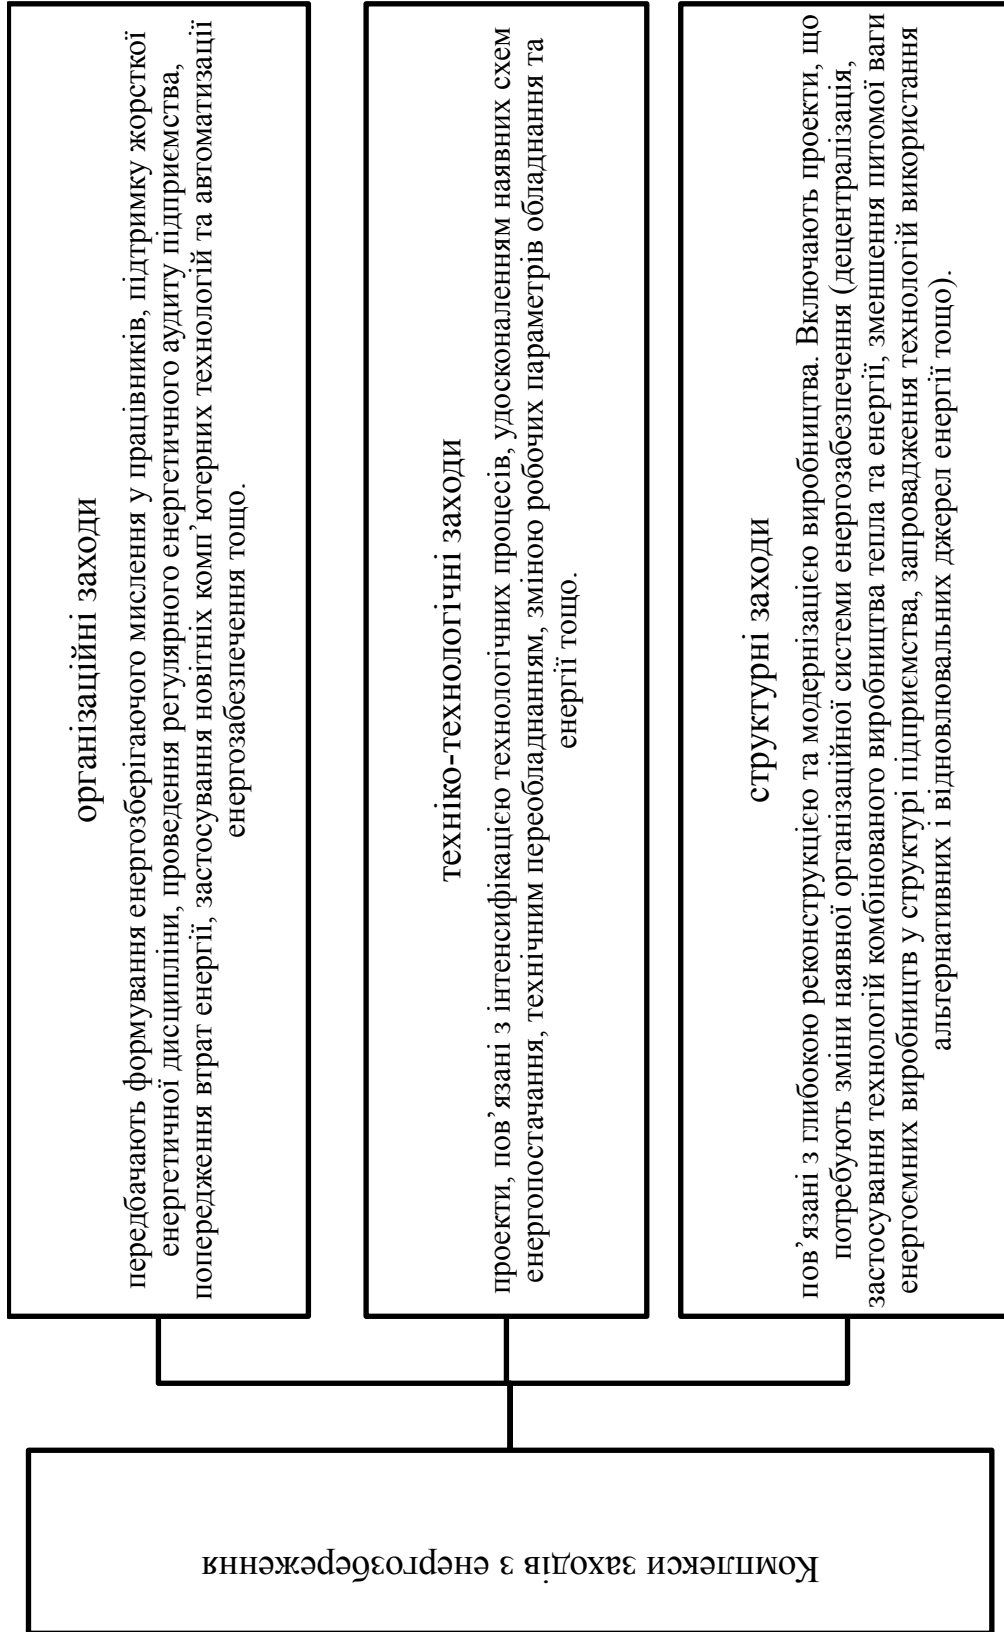 Комплекси заходів з енергозбереження
організаційні заходи
передбачають формування енергозберігаючого мислення у працівників, підтримку жорсткої
енергетичної дисципліни, проведення регулярного енергетичного аудиту підприємства,
попередження втрат енергії, застосування новітніх комп’ютерних технологій та автоматизації
енергозабезпечення тощо.
техніко-технологічні заходи
проекти, пов’язані з інтенсифікацією технологічних процесів, удосконаленням наявних схем
енергопостачання, технічним переобладнанням, зміною робочих параметрів обладнання та
енергії тощо.
структурні заходи
пов’язані з глибокою реконструкцією та модернізацією виробництва. Включають проекти, що
потребують зміни наявної організаційної системи енергозабезпечення (децентралізація,
застосування технологій комбінованого виробництва тепла та енергії, зменшення питомої ваги
енергоємних виробництв у структурі підприємства, запровадження технологій використання
альтернативних і відновлювальних джерел енергії тощо).